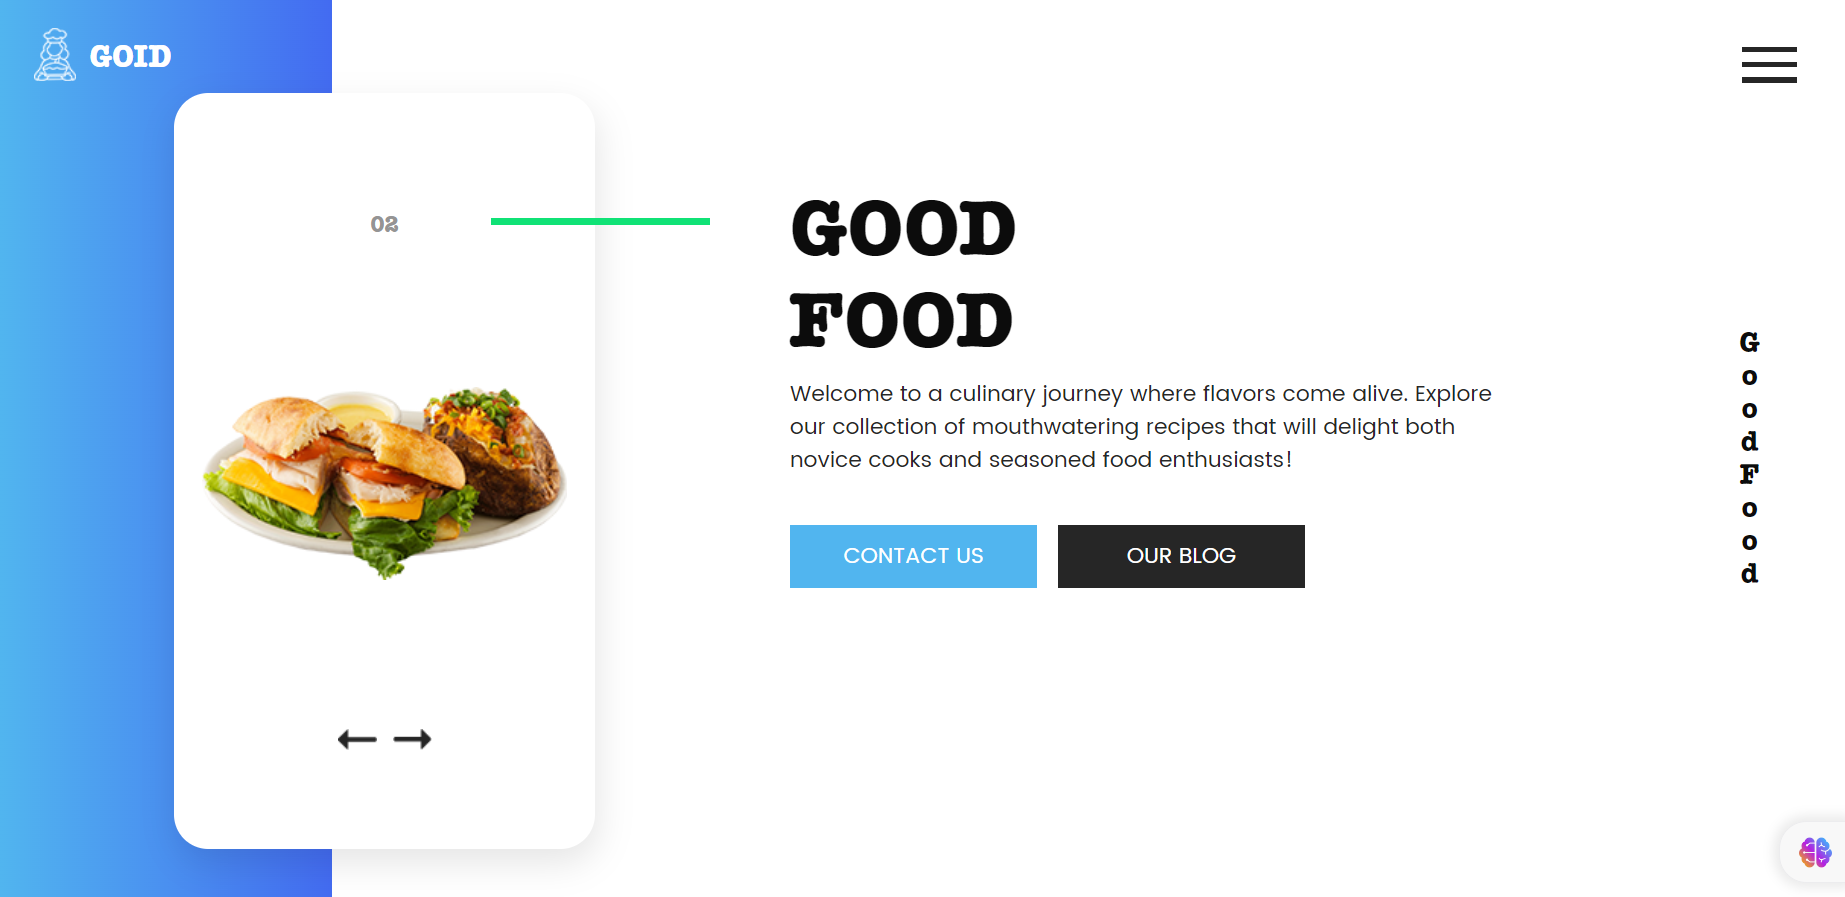 GOID
02
GOOD
FOOD
Welcome to a culinary journey where flavors come alive. Explore
our collection of mouthwatering recipes that will delight both
novice cooks and seasoned food enthusiasts!
CONTACT US
OUR BLOG
G
o
o
d
F
o
o
d